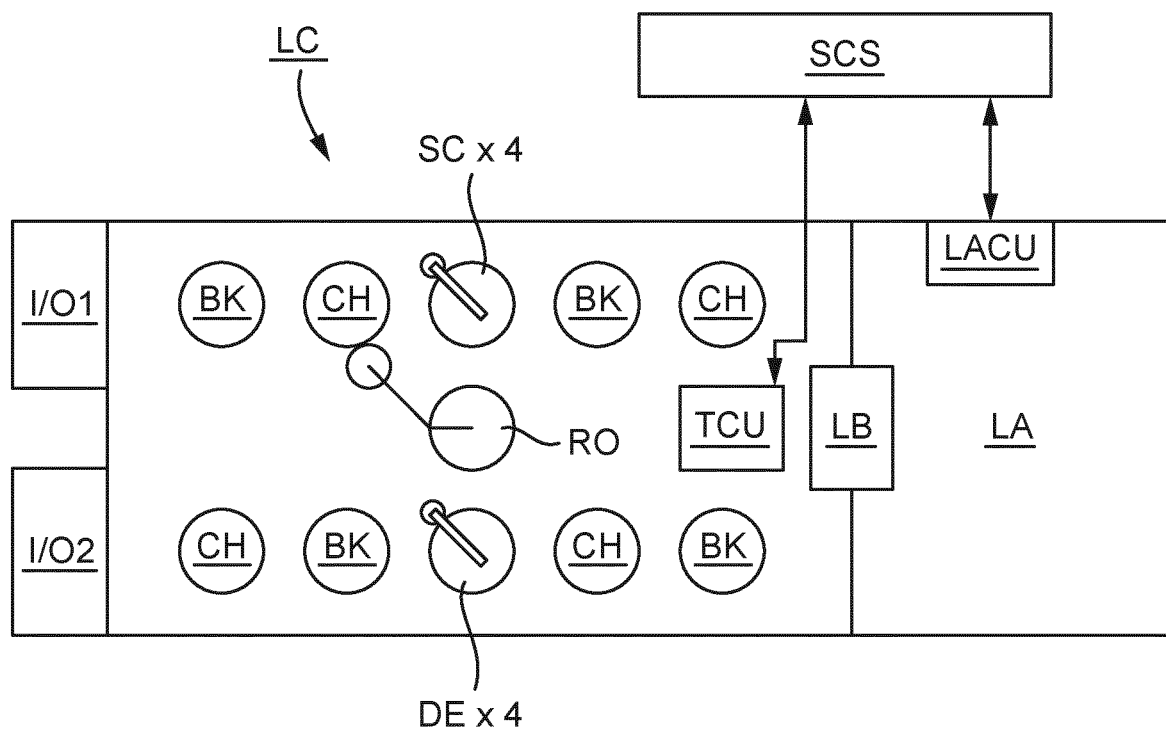 LC
SCS
SC x 4
LACU
I/O1
BK
CH
BK
CH
TCU
LB
LA
RO
I/O2
CH
BK
CH
BK
DE x 4